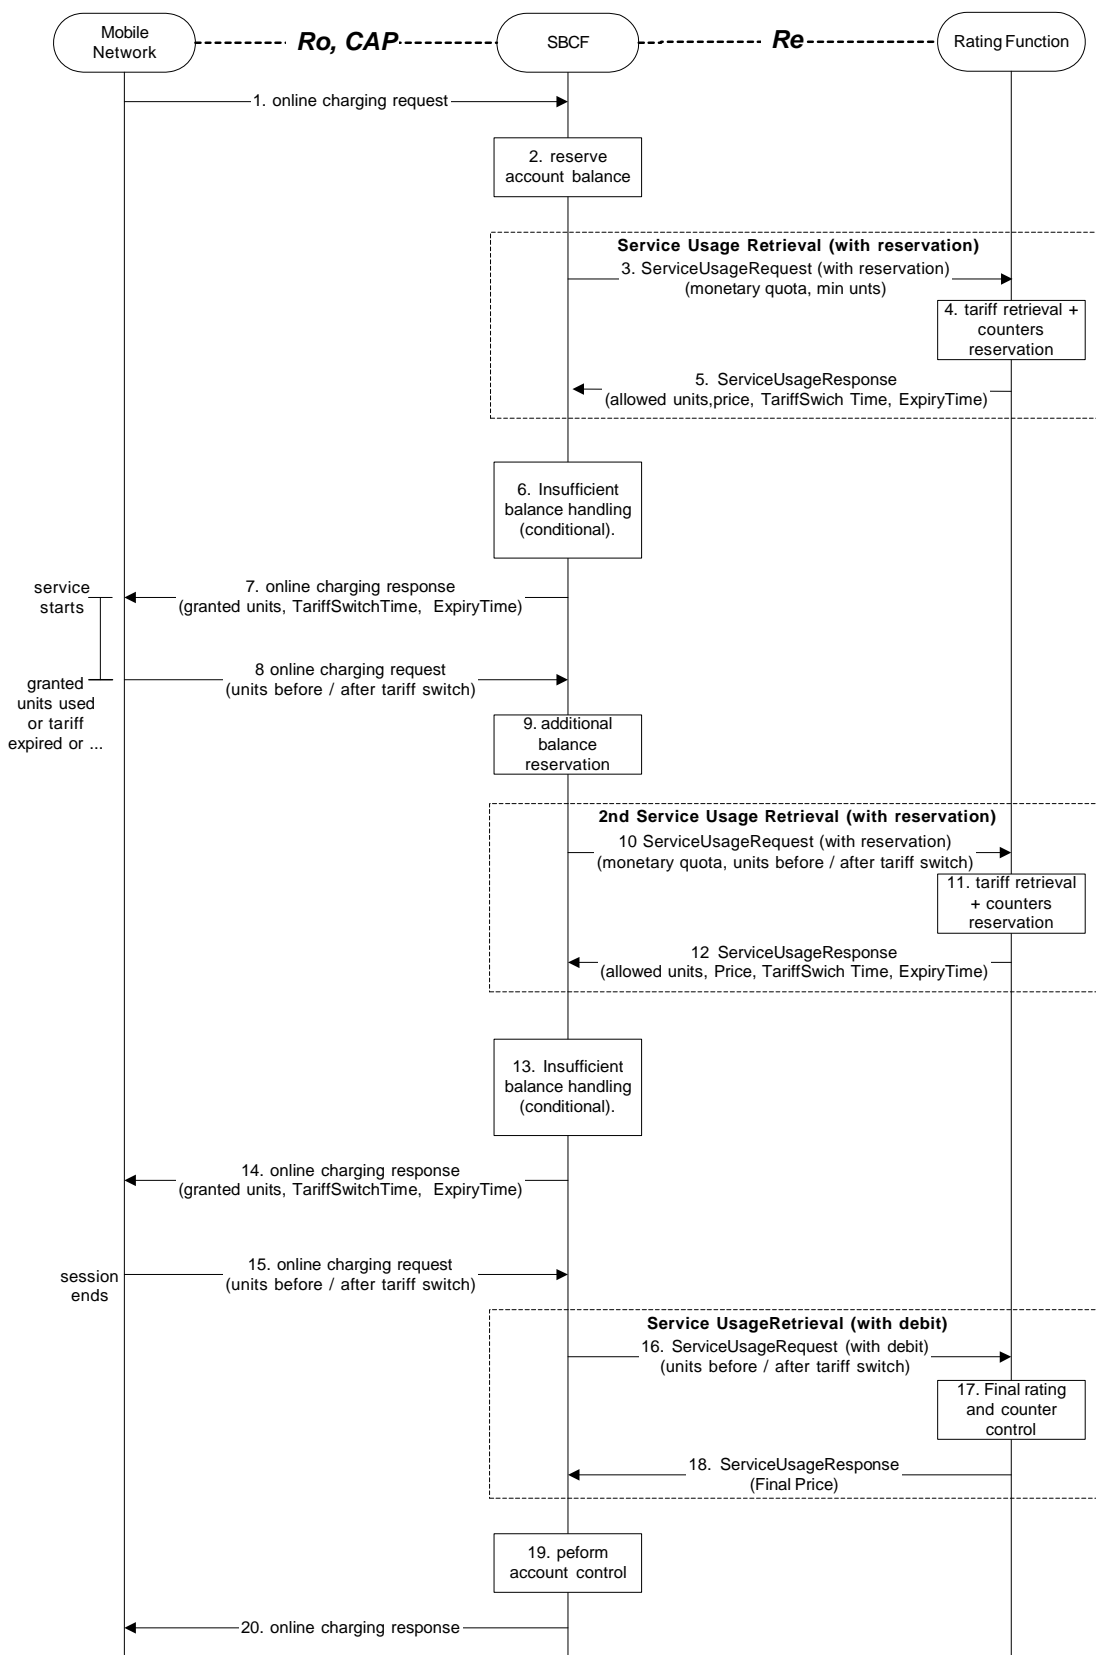 Mobile
Network
Ro, CAP
SBCF
Re
Rating Function
1. online charging request
2. reserve
account balance
Service Usage Retrieval (with reservation)
3. ServiceUsageRequest (with reservation)
(monetary quota, min unts)
4. tariff retrieval +
counters
reservation
5. ServiceUsageResponse
(allowed units,price, TariffSwich Time, ExpiryTime)
6. Insufficient
balance handling
(conditional).
service
starts
7. online charging response
(granted units, TariffSwitchTime, ExpiryTime)
8 online charging request
(units before / after tariff switch)
granted
units used
or tariff
expired or ...
9. additional
balance
reservation
2nd Service Usage Retrieval (with reservation)
10 ServiceUsageRequest (with reservation)
(monetary quota, units before / after tariff switch)
11. tariff retrieval
+ counters
reservation
12 ServiceUsageResponse
(allowed units, Price, TariffSwich Time, ExpiryTime)
13. Insufficient
balance handling
(conditional).
14. online charging response
(granted units, TariffSwitchTime, ExpiryTime)
15. online charging request
(units before / after tariff switch)
session
ends
Service UsageRetrieval (with debit)
16. ServiceUsageRequest (with debit)
(units before / after tariff switch)
17. Final rating
and counter
control
18. ServiceUsageResponse
(Final Price)
19. peform
account control
20. online charging response